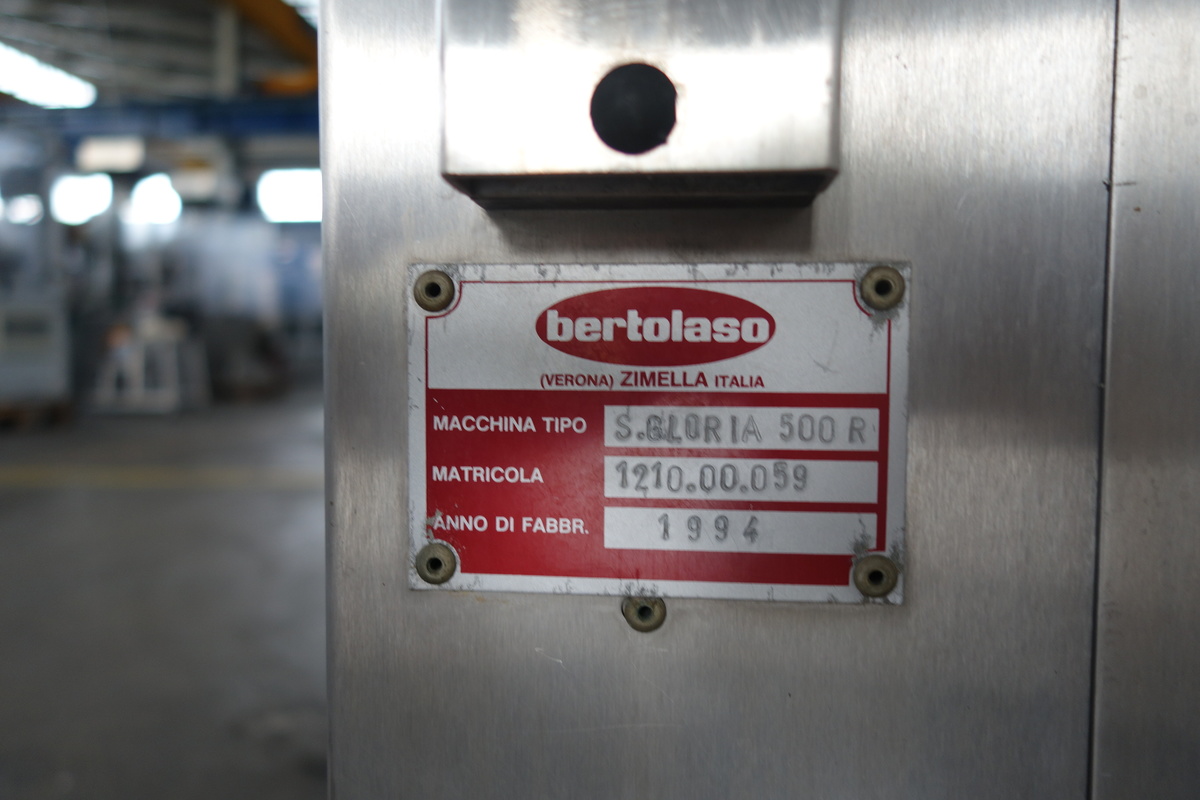 bertolaso
(VERONA) ZIMELLA ITALIA
MACCHINA TIPO S.GLORIA 500 R
MATRICOLA 1210.00.059
ANNO DI FABBR. 1994